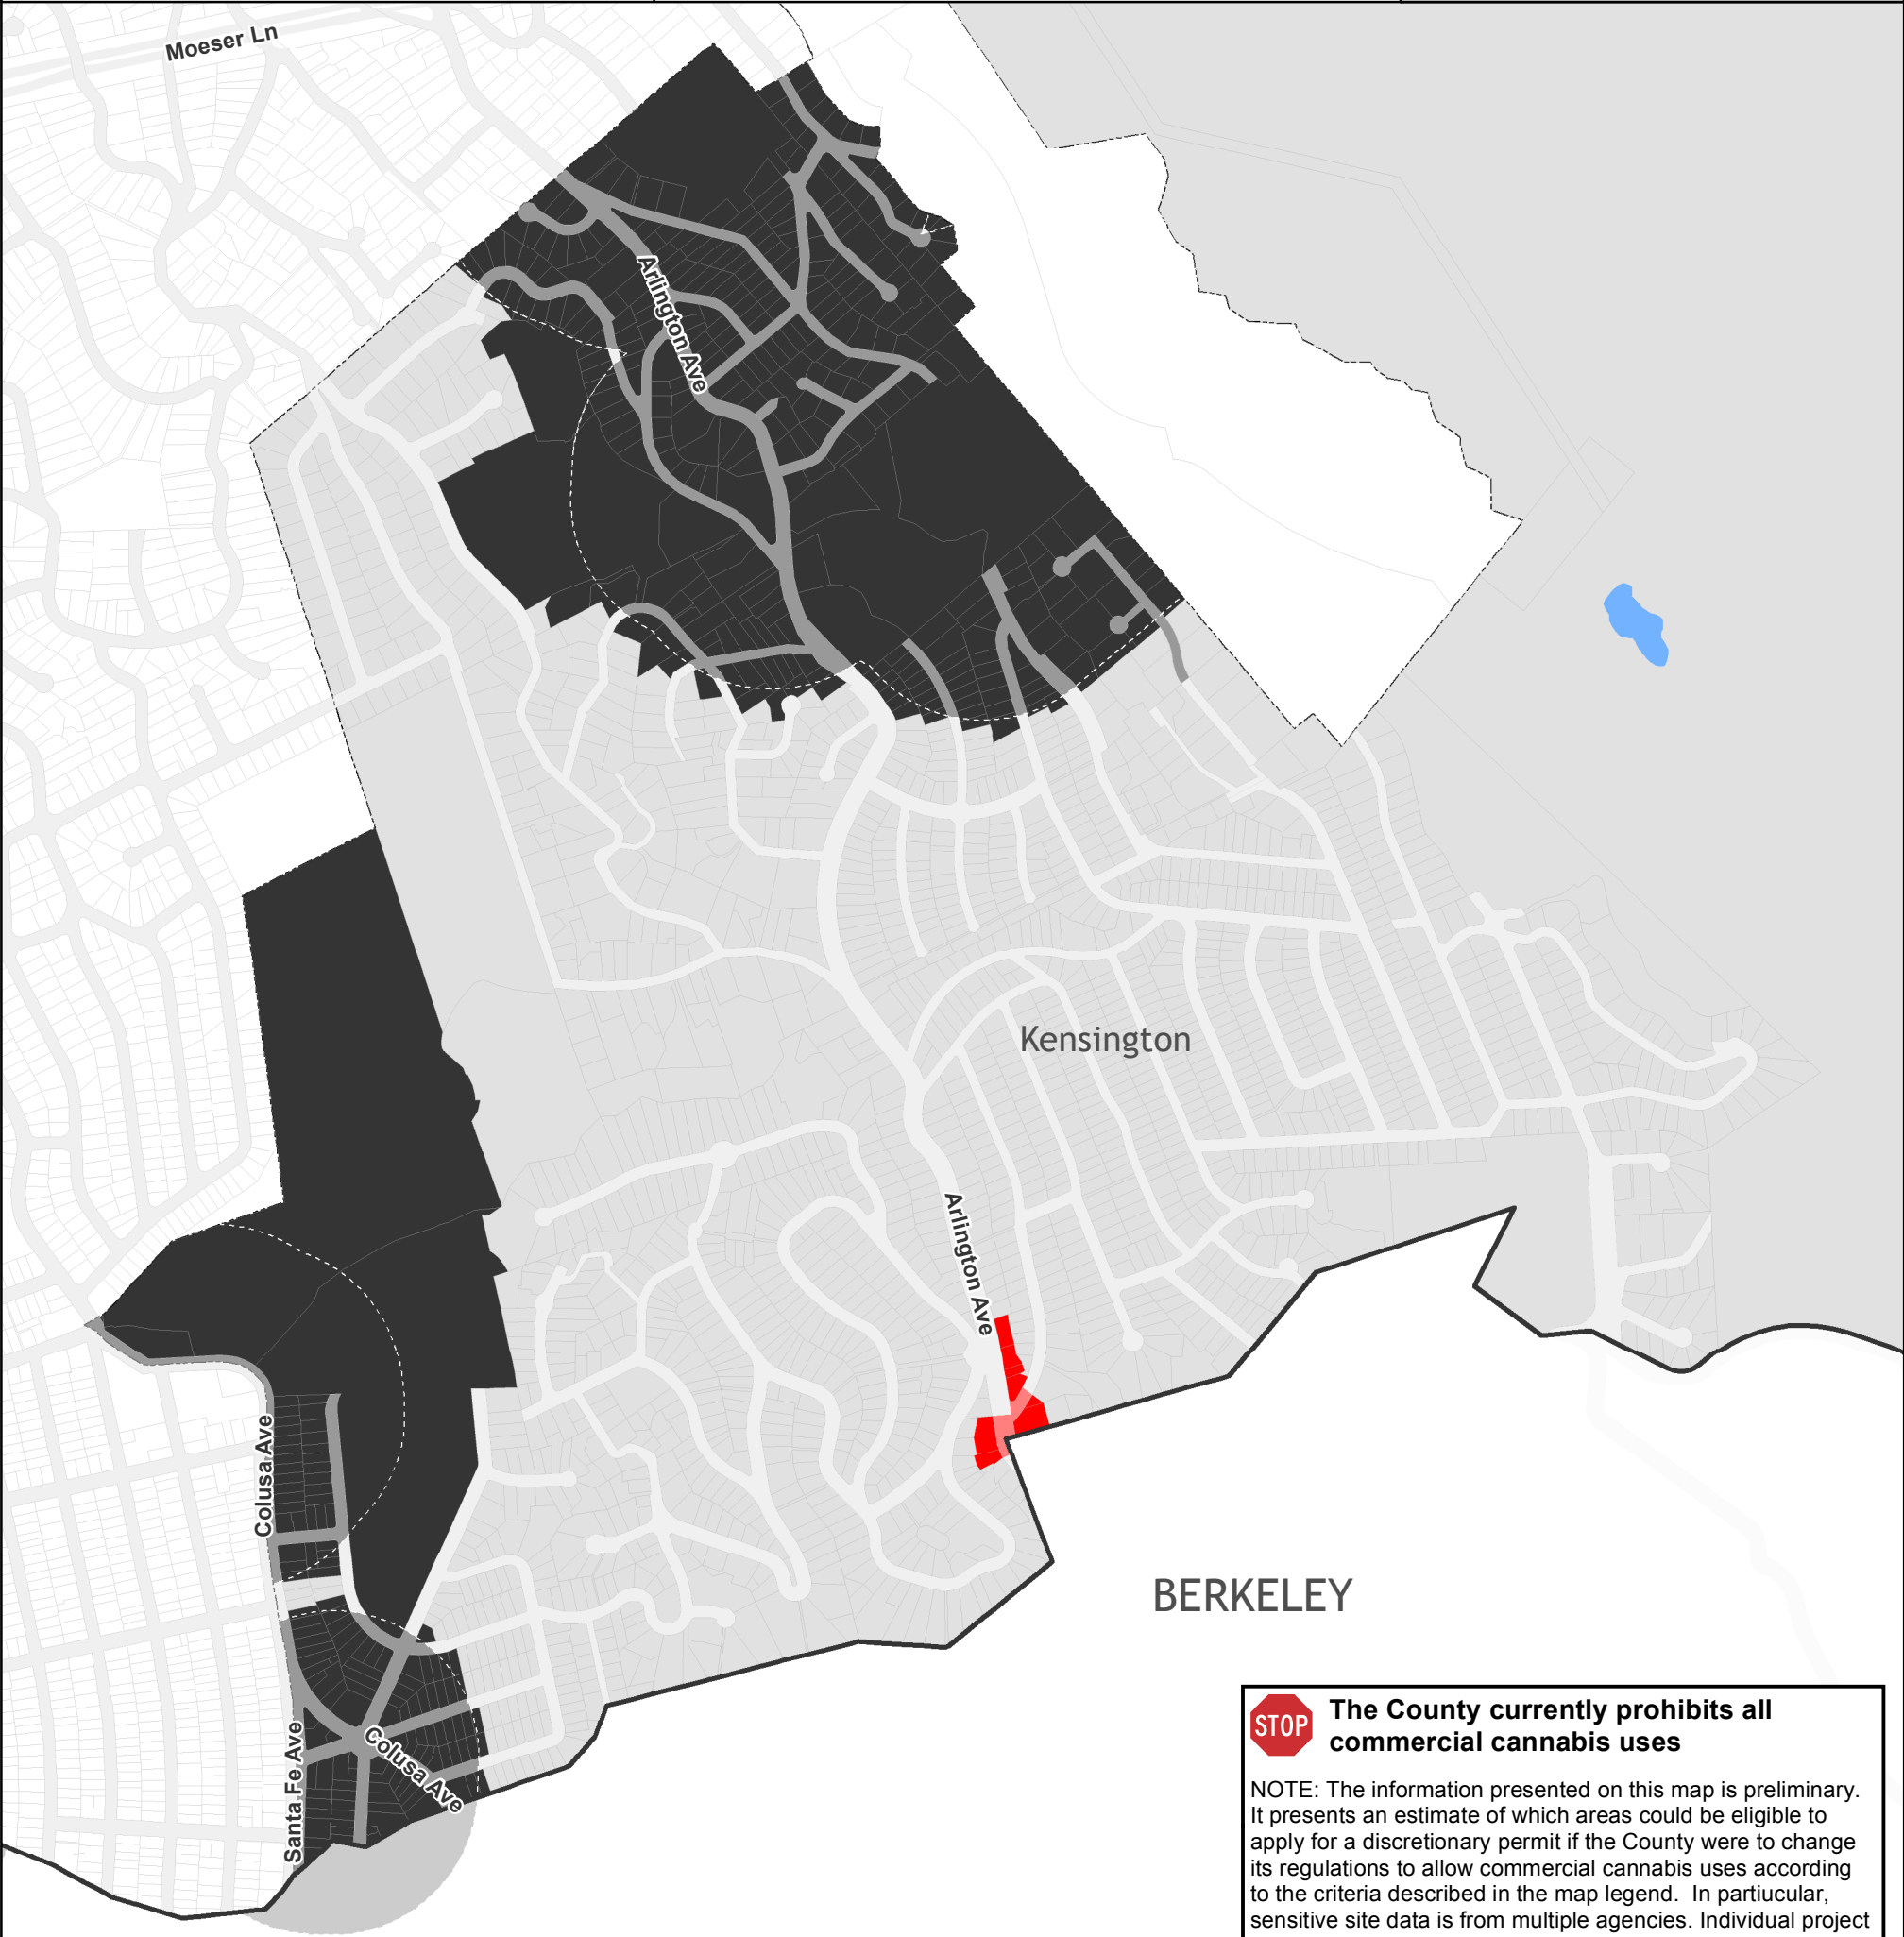 Moeser Ln
Arlington Ave
Kensington
Arlington Ave
Colusa Ave
BERKELEY
Santa Fe Ave
Colusa Ave
STOP
The County currently prohibits all
commercial cannabis uses
NOTE: The information presented on this map is preliminary.
It presents an estimate of which areas could be eligible to
apply for a discretionary permit if the County were to change
its regulations to allow commercial cannabis uses according
to the criteria described in the map legend. In partiucular,
sensitive site data is from multiple agencies. Individual project